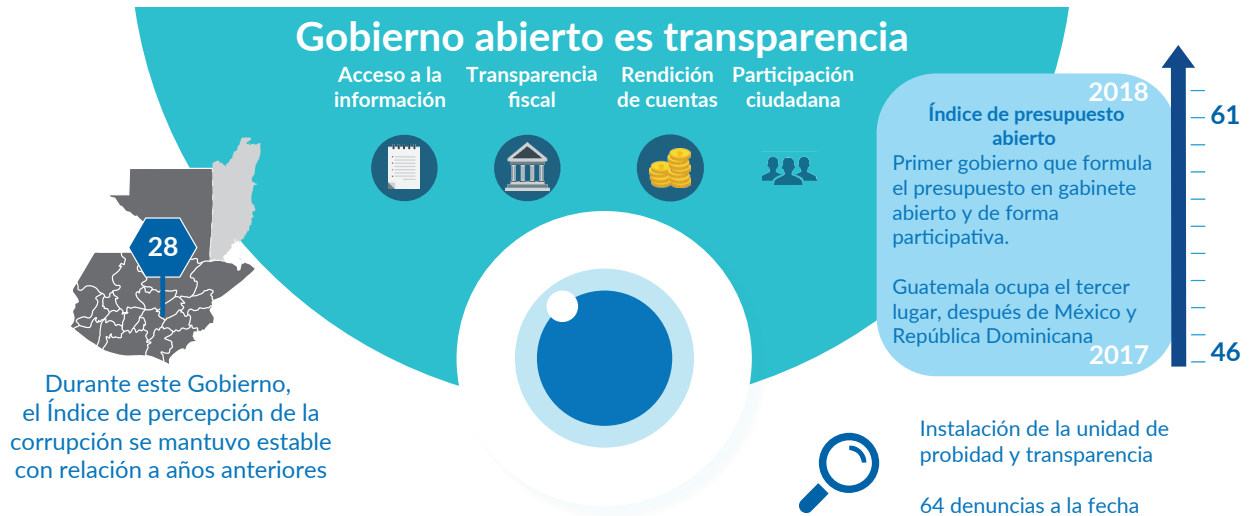 Gobierno abierto es transparencia
Acceso a la
información
Transparencia
fiscal
Rendición
de cuentas
Participación
ciudadana
28
Durante este Gobierno,
el Índice de percepción de la
corrupción se mantuvo estable
con relación a años anteriores
2018
Índice de presupuesto
abierto
Primer gobierno que formula
el presupuesto en gabinete
abierto y de forma
participativa.
Guatemala ocupa el tercer
lugar, después de México y
República Dominicana
2017
61
46
Instalación de la unidad de
probidad y transparencia
64 denuncias a la fecha